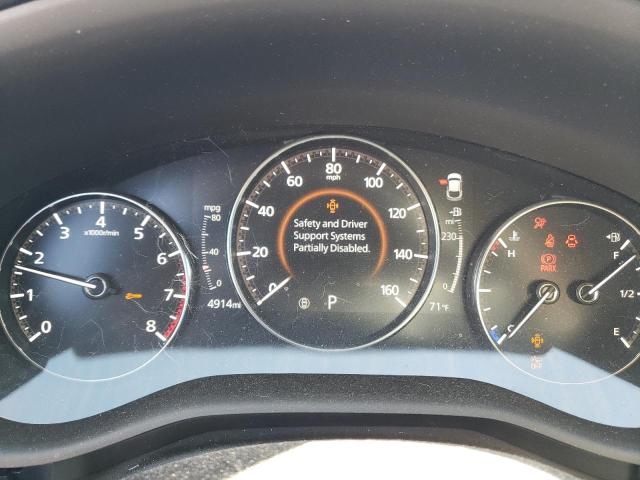 80
mpg
60
100
4
5
3
x1000r/min
mpg
80
40
120
mi
230
6
2
Safety and Driver
Support Systems
Partially Disabled.
H
F
PARK
40
20
140
1
7
0
0
0
160
0
8
4914mi
P
71°F
1/2
C
E